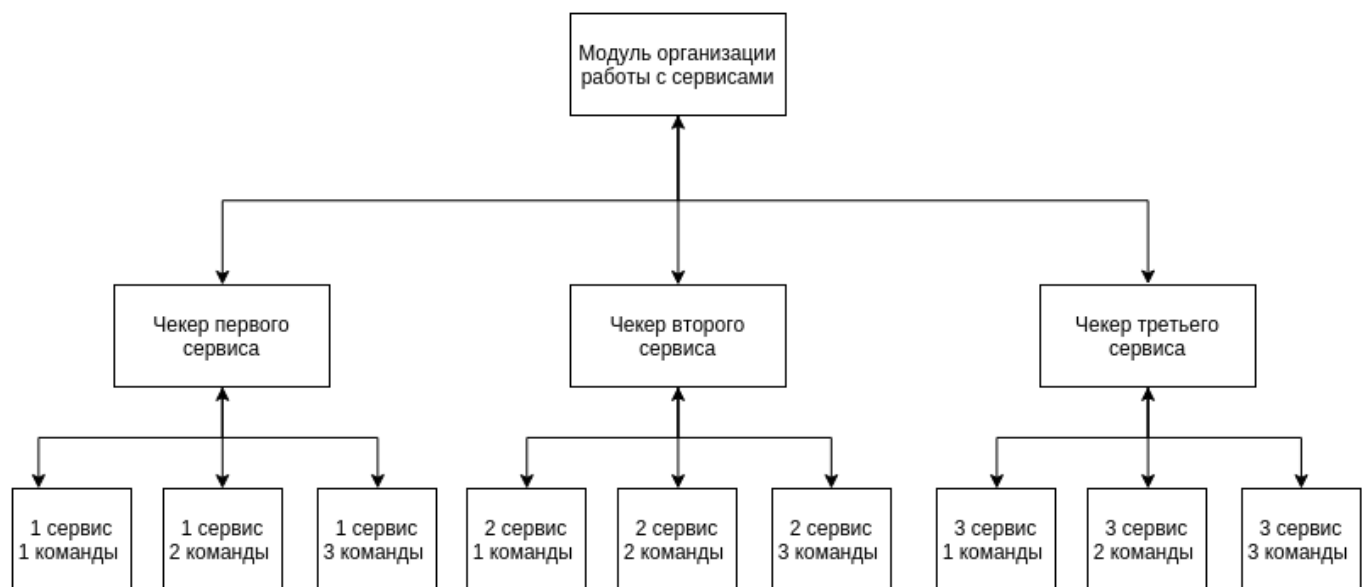 Модуль организации
работы с сервисами
Чекер первого
сервиса
Чекер второго
сервиса
Чекер третьего
сервиса
1 сервис
1 команды
1 сервис
2 команды
1 сервис
3 команды
2 сервис
1 команды
2 сервис
2 команды
2 сервис
3 команды
3 сервис
1 команды
3 сервис
2 команды
3 сервис
3 команды